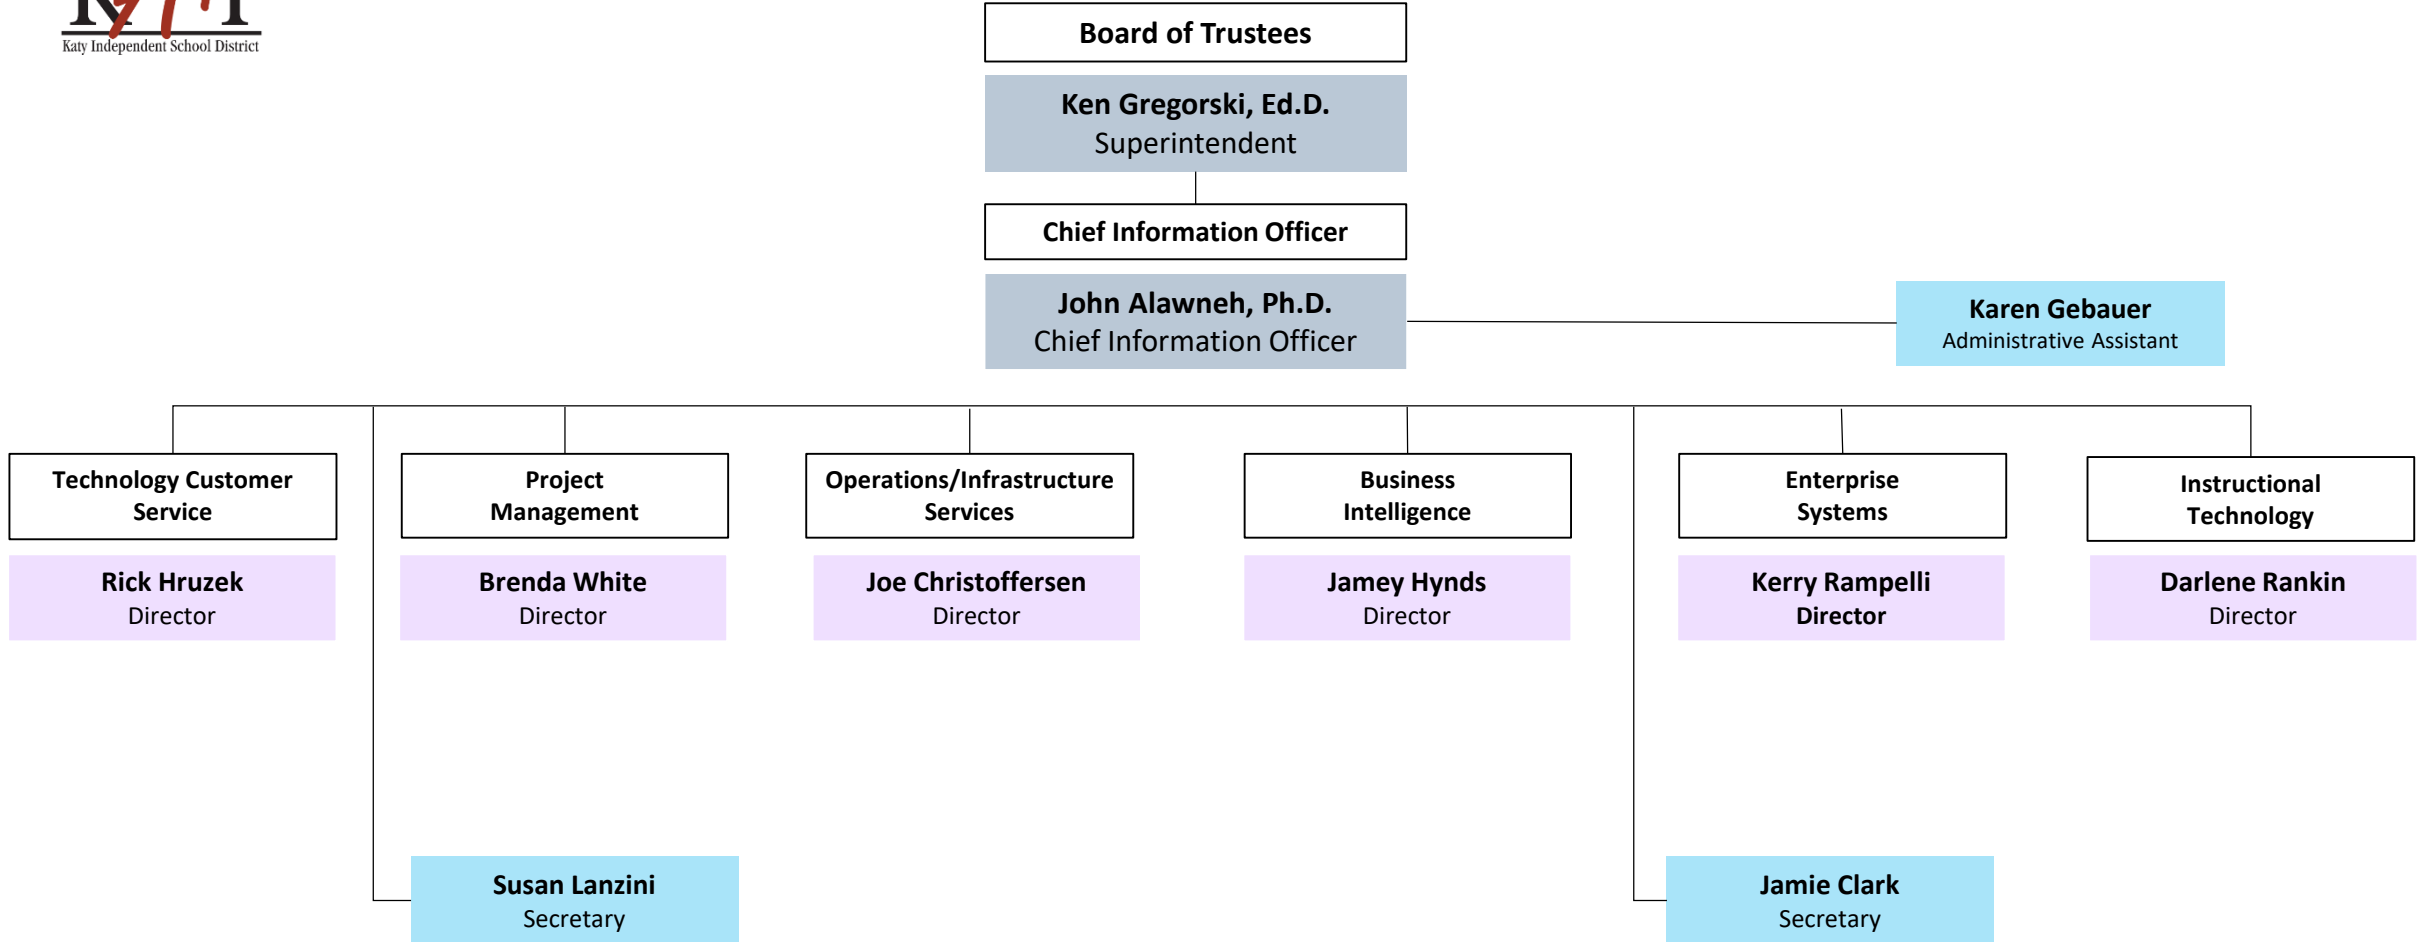 Katy Independent School District
Board of Trustees
Ken Gregorski, Ed.D.
Superintendent
Chief Information Officer
John Alawneh, Ph.D.
Chief Information Officer
Karen Gebauer
Administrative Assistant
Technology Customer
Service
Project
Management
Operations/Infrastructure
Services
Business
Intelligence
Enterprise
Systems
Instructional
Technology
Rick Hruzek
Director
Brenda White
Director
Joe Christoffersen
Director
Jamey Hynds
Director
Kerry Rampelli
Director
Darlene Rankin
Director
Susan Lanzini
Secretary
Jamie Clark
Secretary